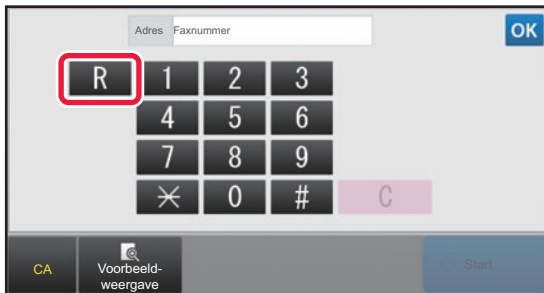 Adres Faxnummer OK
R 1 2 3
4 5 6
7 8 9
* 0 # C
CA
Voorbeeld-
weergave
Start